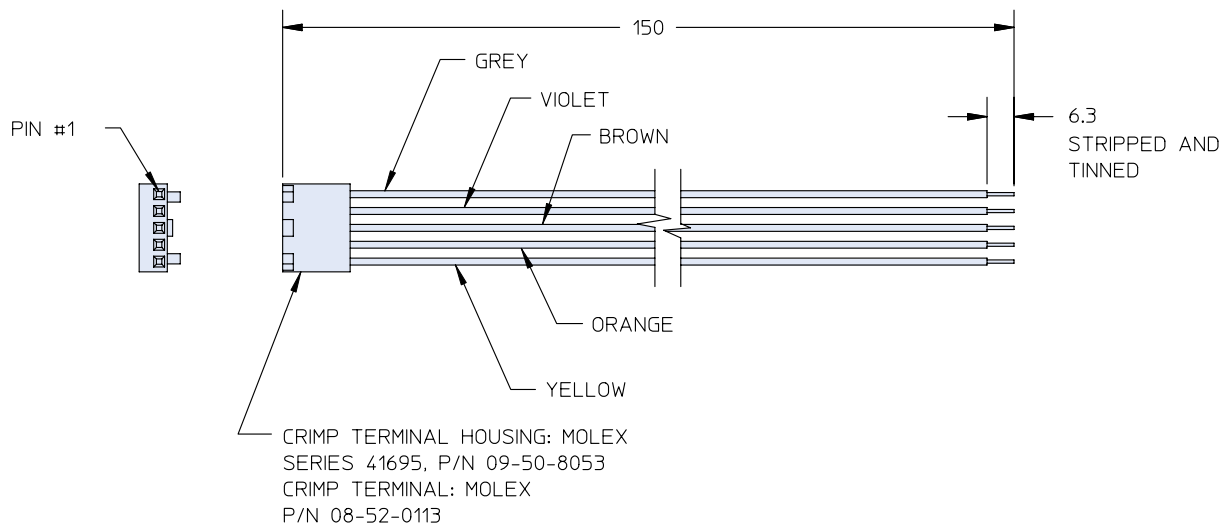 150
GREY
VIOLET
BROWN
PIN #1
6.3
STRIPPED AND
TINNED
ORANGE
YELLOW
CRIMP TERMINAL HOUSING: MOLEX
SERIES 41695, P/N 09-50-8053
CRIMP TERMINAL: MOLEX
P/N 08-52-0113